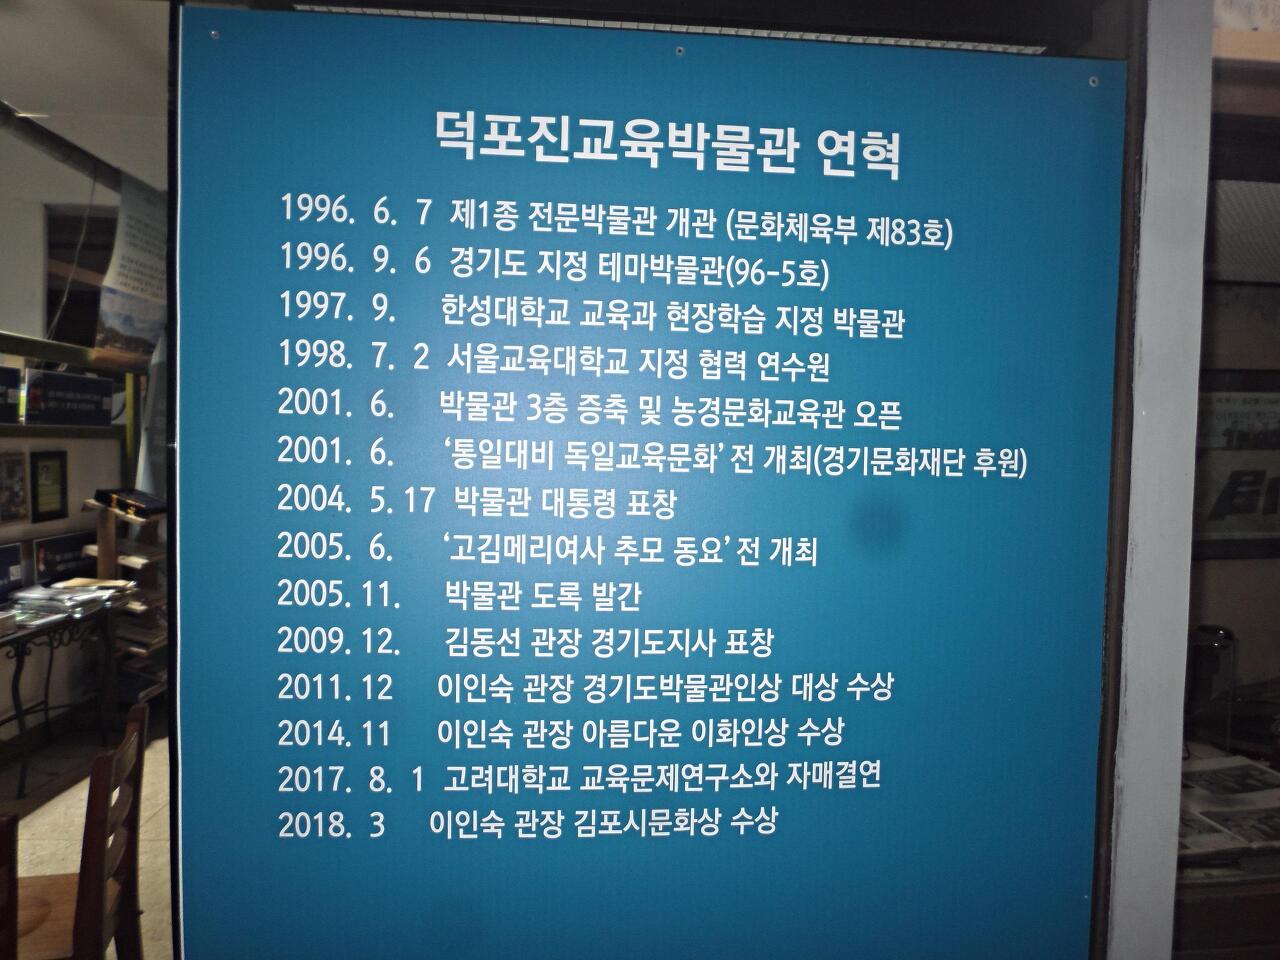 덕포진교육박물관 연혁
1996. 6. 7 제1종 전문박물관 개관 (문화체육부 제83호)
1996. 9. 6 경기도 지정 테마박물관(96-5호)
1997. 9. 한성대학교 교육과 현장학습 지정 박물관
1998. 7. 2 서울교육대학교 지정 협력 연수원
2001. 6. 박물관 3층 증축 및 농경문화교육관 오픈
2001. 6. ‘통일대비 독일교육문화’ 전 개최(경기문화재단 후원)
2004. 5. 17 박물관 대통령 표창
2005. 6. ‘고김메리여사 추모 동요’ 전 개최
2005. 11. 박물관 도록 발간
2009. 12. 김동선 관장 경기도지사 표창
2011. 12 이인숙 관장 경기도박물관인상 대상 수상
2014. 11 이인숙 관장 아름다운 이화인상 수상
2017. 8. 1 고려대학교 교육문제연구소와 자매결연
2018. 3 이인숙 관장 김포시문화상 수상